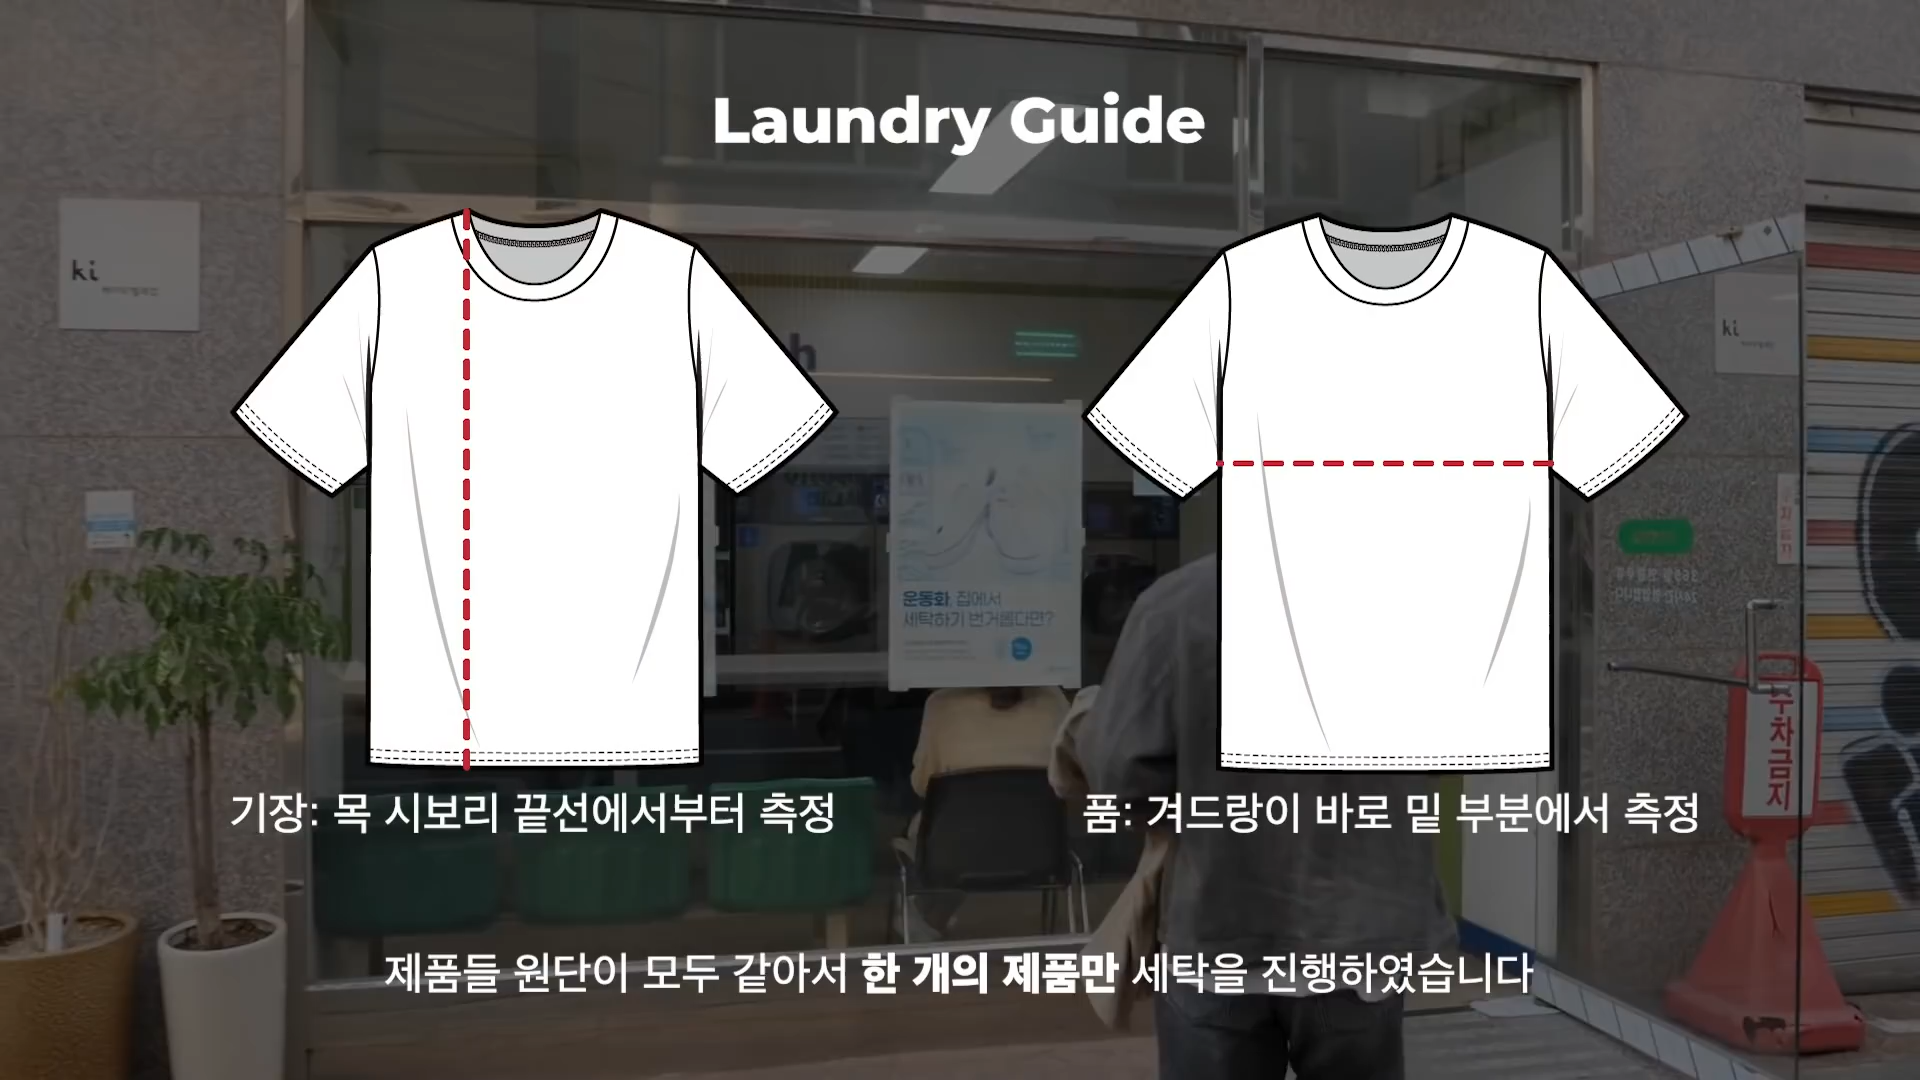 Laundry Guide
ki
ki
운동화, 집에서
세탁하기 번거롭다면?
주차금지
기장: 목 시보리 끝선에서부터 측정
품: 겨드랑이 바로 밑 부분에서 측정
제품들 원단이 모두 같아서 한 개의 제품만 세탁을 진행하였습니다